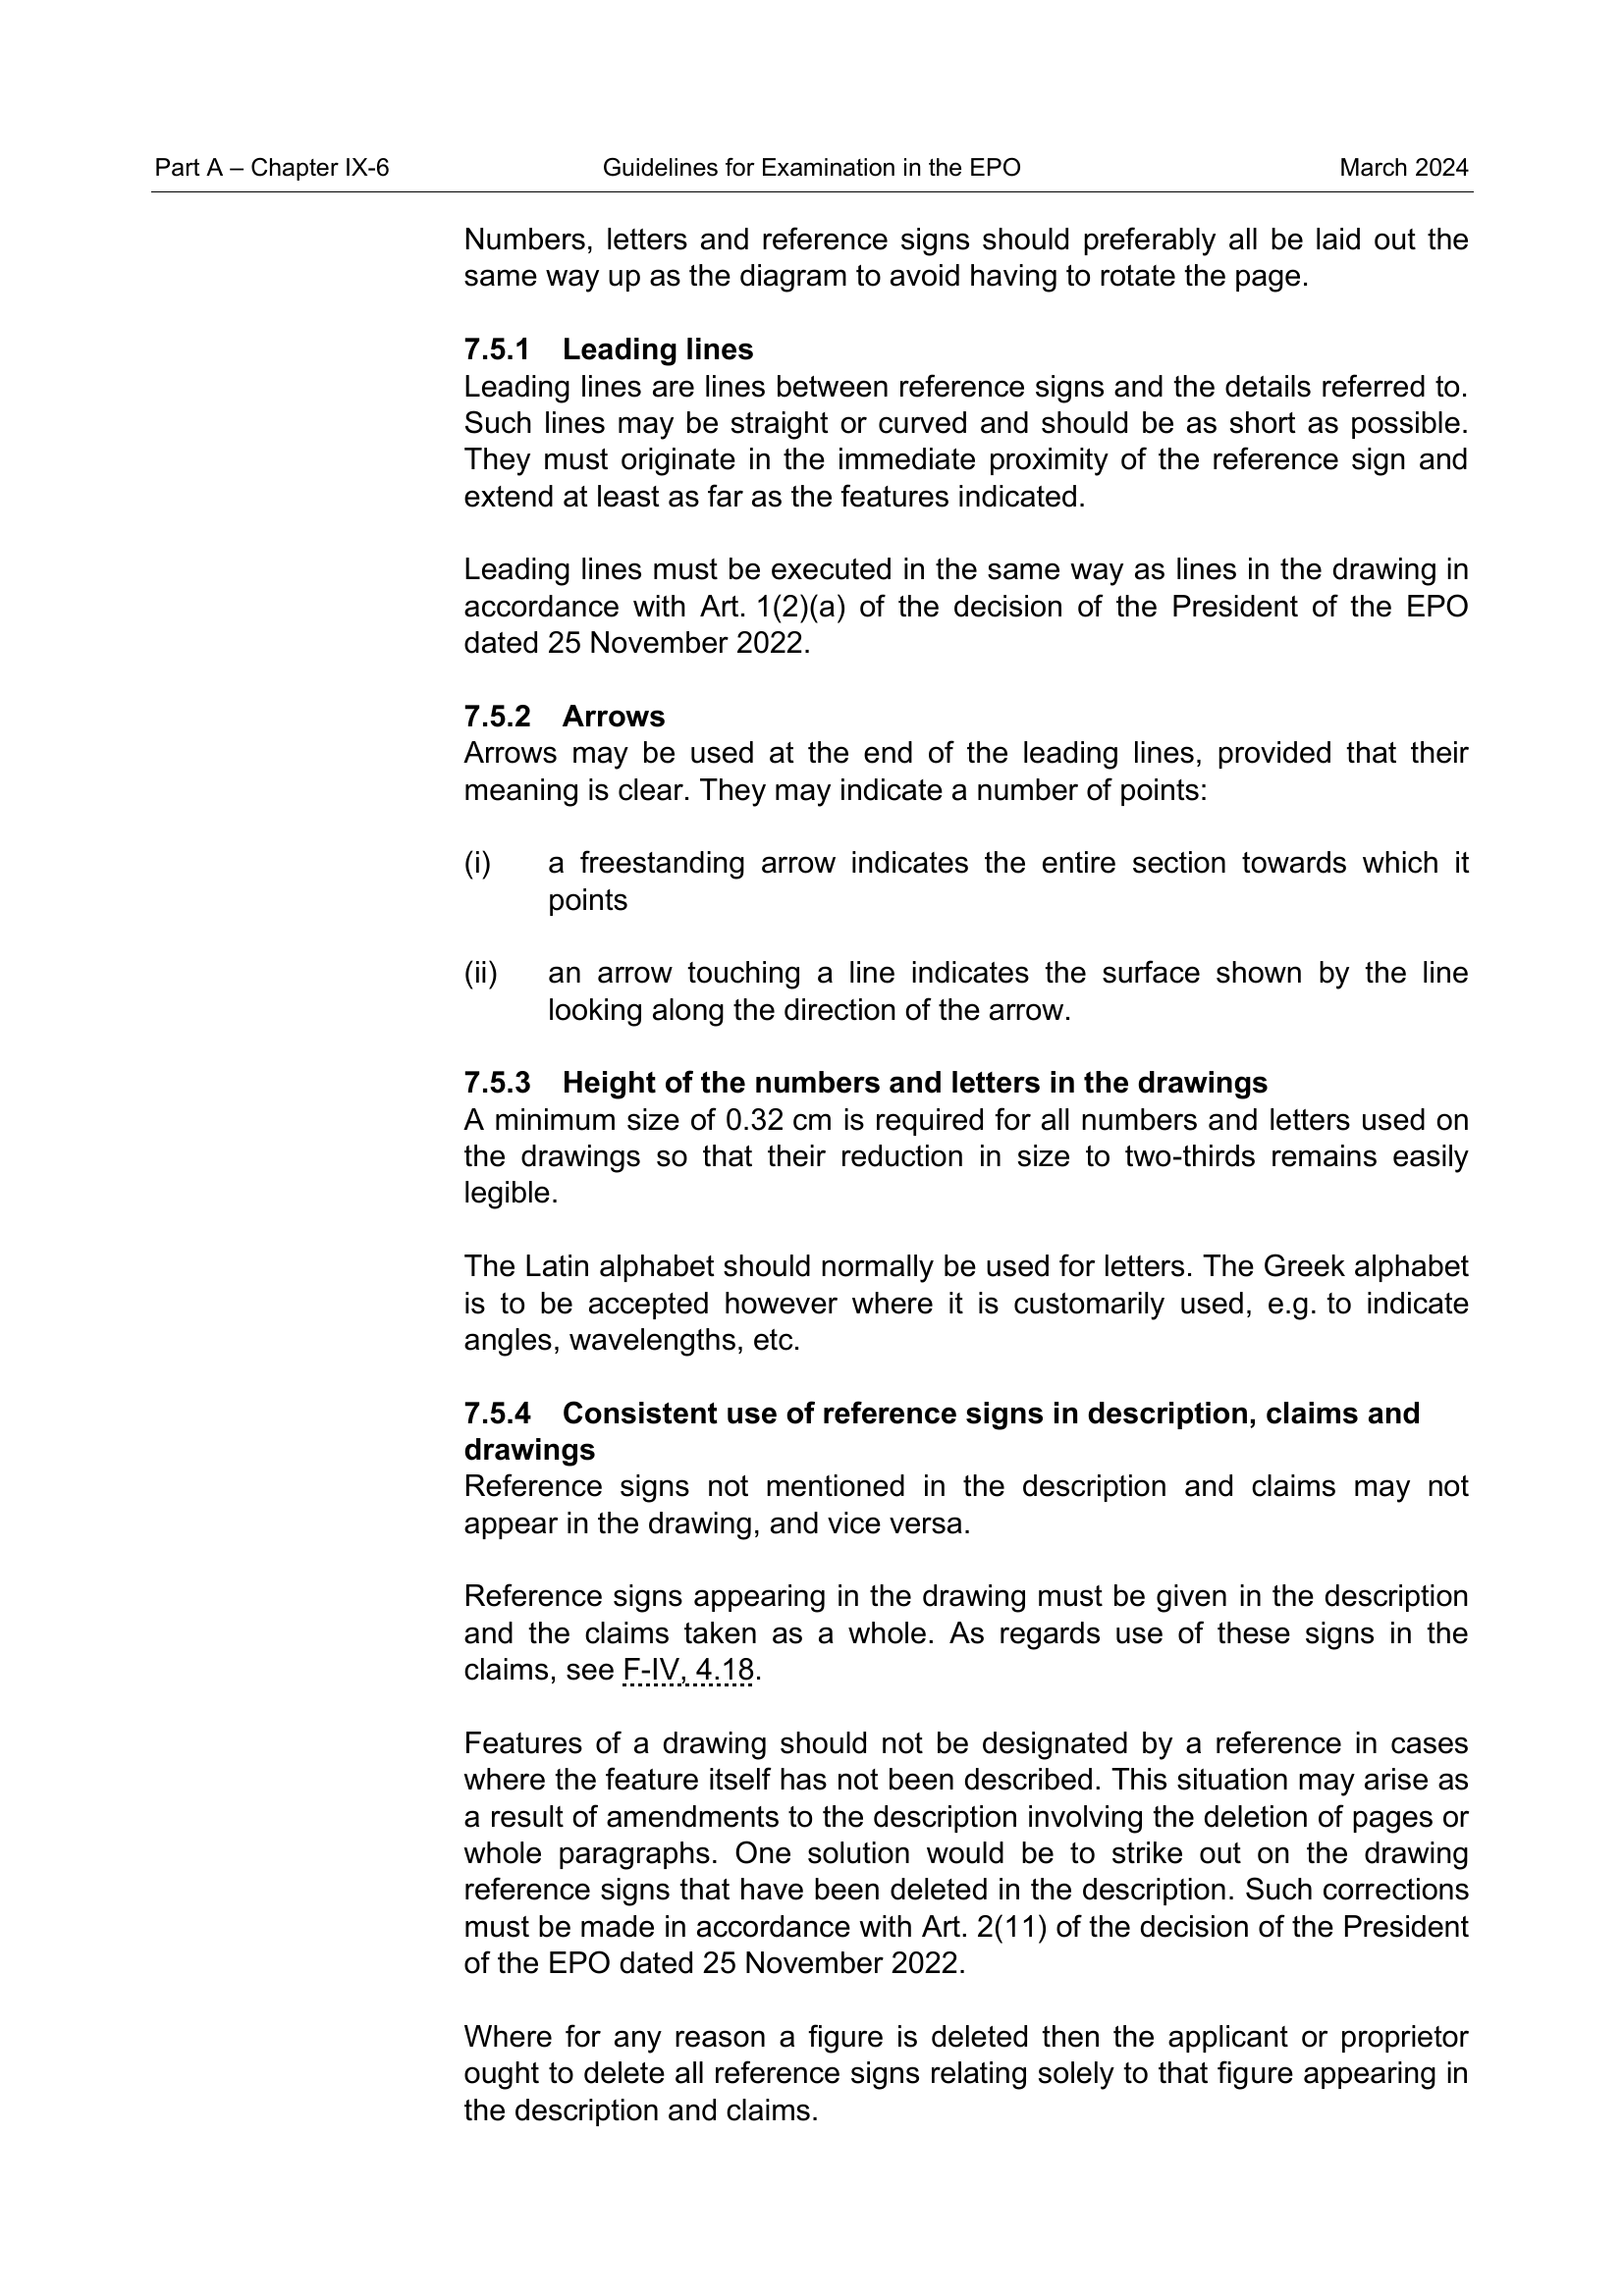 Part A – Chapter IX-6 Guidelines for Examination in the EPO March 2024
Numbers, letters and reference signs should preferably all be laid out the
same way up as the diagram to avoid having to rotate the page.
7.5.1 Leading lines
Leading lines are lines between reference signs and the details referred to.
Such lines may be straight or curved and should be as short as possible.
They must originate in the immediate proximity of the reference sign and
extend at least as far as the features indicated.
Leading lines must be executed in the same way as lines in the drawing in
accordance with Art. 1(2)(a) of the decision of the President of the EPO
dated 25 November 2022.
7.5.2 Arrows
Arrows may be used at the end of the leading lines, provided that their
meaning is clear. They may indicate a number of points:
(i) a freestanding arrow indicates the entire section towards which it
points
(ii) an arrow touching a line indicates the surface shown by the line
looking along the direction of the arrow.
7.5.3 Height of the numbers and letters in the drawings
A minimum size of 0.32 cm is required for all numbers and letters used on
the drawings so that their reduction in size to two-thirds remains easily
legible.
The Latin alphabet should normally be used for letters. The Greek alphabet
is to be accepted however where it is customarily used, e.g. to indicate
angles, wavelengths, etc.
7.5.4 Consistent use of reference signs in description, claims and
drawings
Reference signs not mentioned in the description and claims may not
appear in the drawing, and vice versa.
Reference signs appearing in the drawing must be given in the description
and the claims taken as a whole. As regards use of these signs in the
claims, see F-IV, 4.18.
Features of a drawing should not be designated by a reference in cases
where the feature itself has not been described. This situation may arise as
a result of amendments to the description involving the deletion of pages or
whole paragraphs. One solution would be to strike out on the drawing
reference signs that have been deleted in the description. Such corrections
must be made in accordance with Art. 2(11) of the decision of the President
of the EPO dated 25 November 2022.
Where for any reason a figure is deleted then the applicant or proprietor
ought to delete all reference signs relating solely to that figure appearing in
the description and claims.